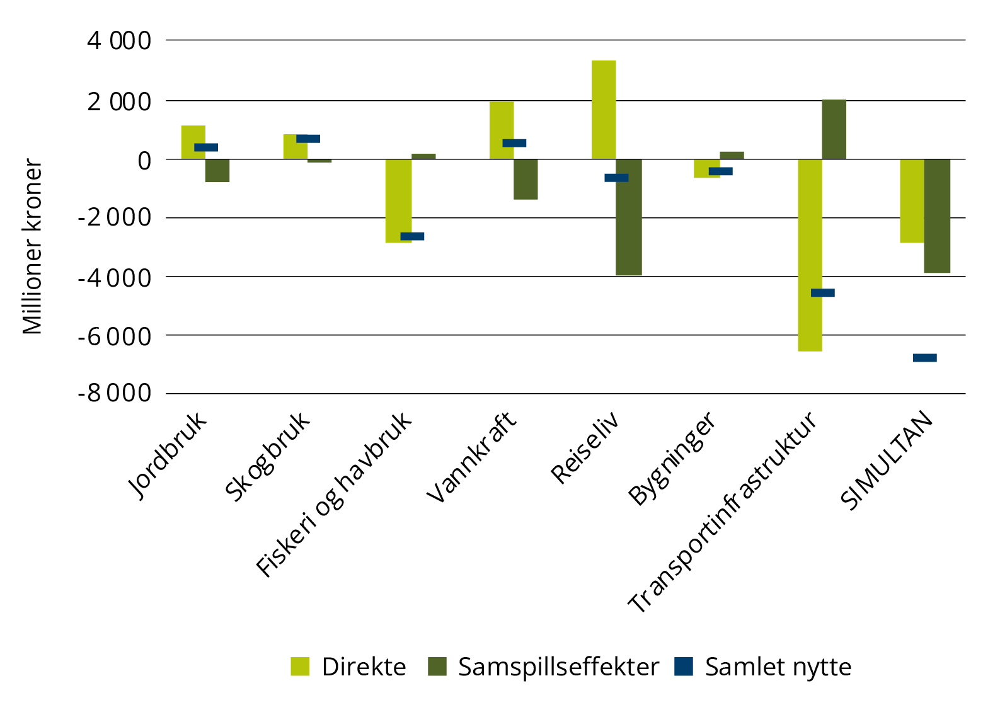 Millioner kroner
4 000
2 000
0
-2 000
-4 000
-6 000
-8 000
Jordbruk
Skogbruk
Fiskeri og havbruk
Vannkraft
Reiseliv
Bygninger
Transportinfrastruktur
SIMULTAN
Direkte
Samspillseffekter
Samlet nytte